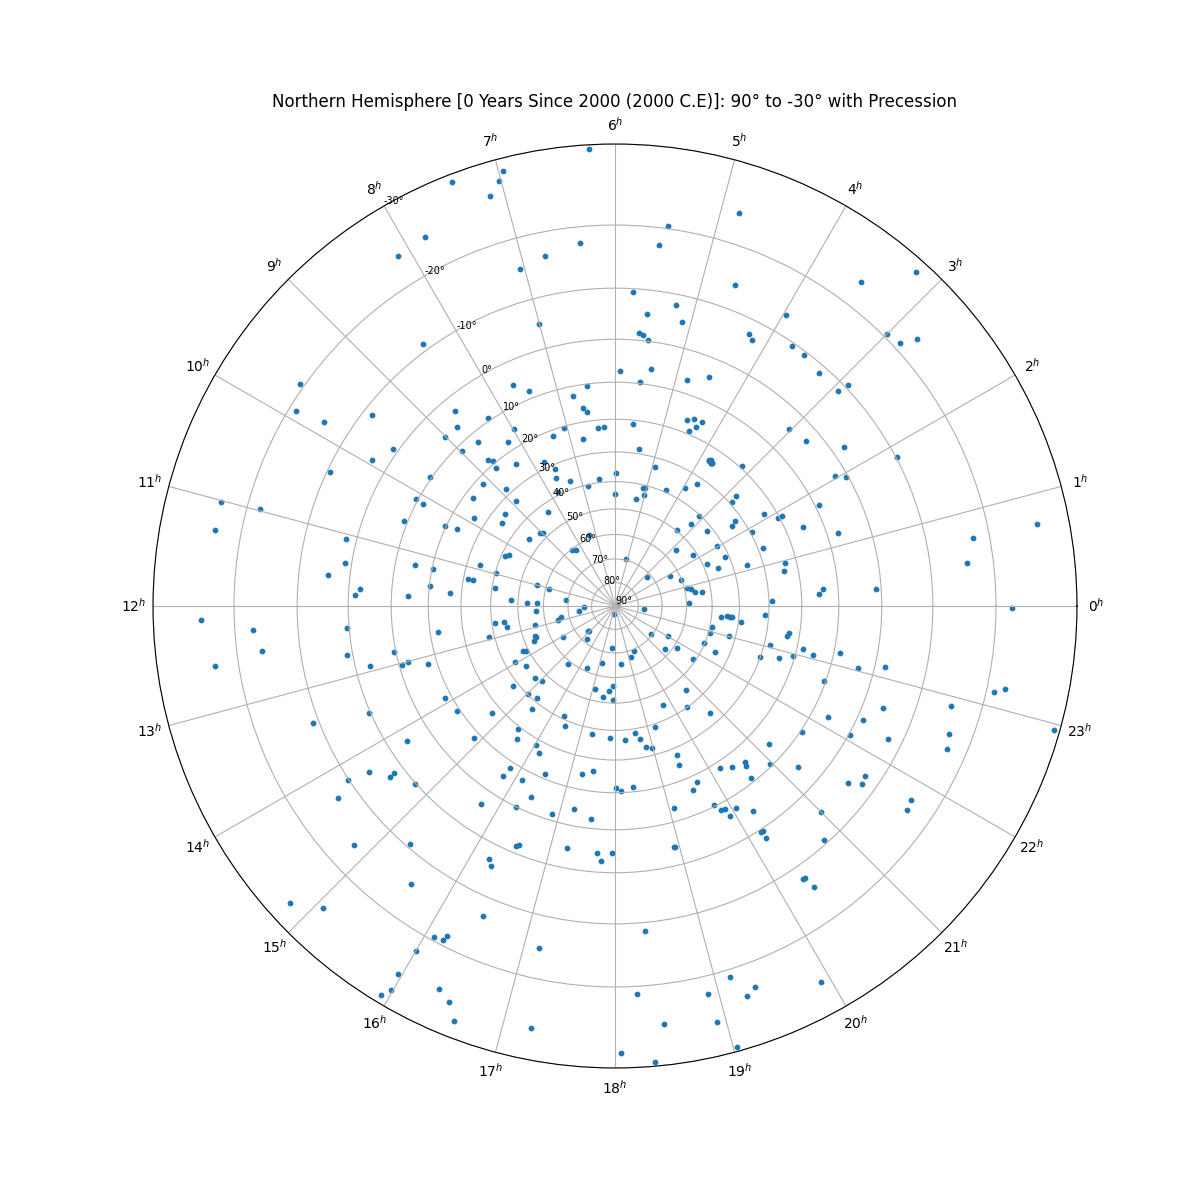 Northern Hemisphere [0 Years Since 2000 (2000 C.E)]: 90° to -30° with Precession
6h
7h
5h
8h
4h
-30°
9h
3h
-20°
-10°
10h
2h
0°
10°
20°
30°
11h
1h
40°
50°
60°
70°
80°
90°
12h
0h
13h
23h
14h
22h
15h
21h
16h
20h
17h
19h
18h